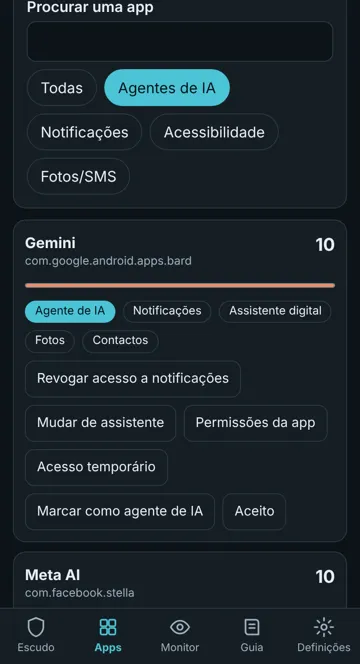 Procurar uma app
Todas
Agentes de IA
Notificações
Acessibilidade
Fotos/SMS
Gemini
10
com.google.android.apps.bard
Agente de IA
Notificações
Assistente digital
Fotos
Contactos
Revogar acesso a notificações
Mudar de assistente
Permissões da app
Acesso temporário
Marcar como agente de IA
Aceito
Meta AI
10
com.facebook.stella
Escudo
Apps
Monitor
Guia
Definições